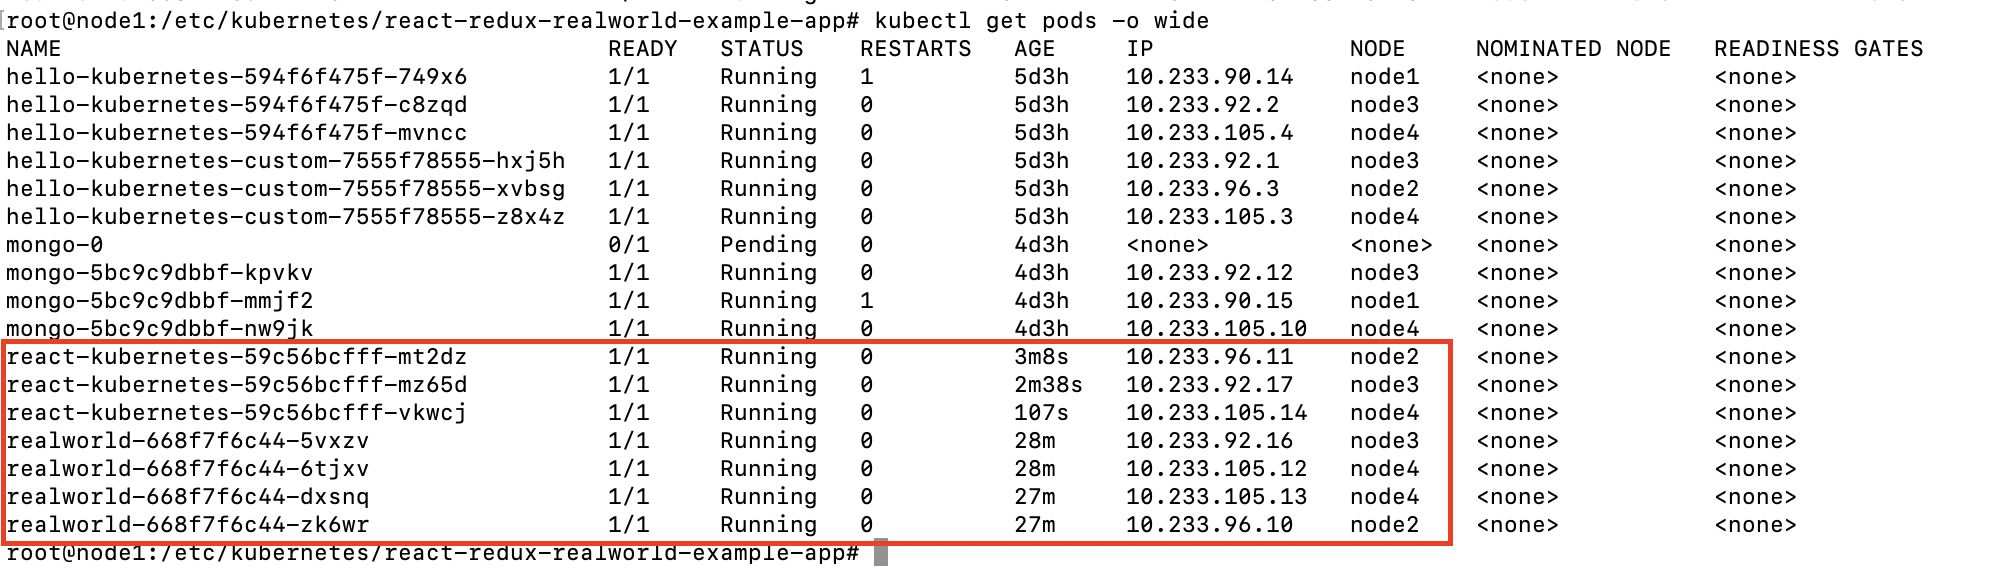 root@node1:/etc/kubernetes/react-redux-realworld-example-app# kubectl get pods -o wide
NAME READY STATUS RESTARTS AGE IP NODE NOMINATED NODE READINESS GATES
hello-kubernetes-594f6f475f-749x6 1/1 Running 1 5d3h 10.233.90.14 node1 <none> <none>
hello-kubernetes-594f6f475f-c8zqd 1/1 Running 0 5d3h 10.233.92.2 node3 <none> <none>
hello-kubernetes-594f6f475f-mvncc 1/1 Running 0 5d3h 10.233.105.4 node4 <none> <none>
hello-kubernetes-custom-7555f78555-hxj5h 1/1 Running 0 5d3h 10.233.92.1 node3 <none> <none>
hello-kubernetes-custom-7555f78555-xvbsg 1/1 Running 0 5d3h 10.233.96.3 node2 <none> <none>
hello-kubernetes-custom-7555f78555-z8x4z 1/1 Running 0 5d3h 10.233.105.3 node4 <none> <none>
mongo-0 0/1 Pending 0 4d3h <none> <none> <none> <none>
mongo-5bc9c9dbbf-kpvkv 1/1 Running 0 4d3h 10.233.92.12 node3 <none> <none>
mongo-5bc9c9dbbf-mmjf2 1/1 Running 1 4d3h 10.233.90.15 node1 <none> <none>
mongo-5bc9c9dbbf-nw9jk 1/1 Running 0 4d3h 10.233.105.10 node4 <none> <none>
react-kubernetes-59c56bcfff-mt2dz 1/1 Running 0 3m8s 10.233.96.11 node2 <none> <none>
react-kubernetes-59c56bcfff-mz65d 1/1 Running 0 2m38s 10.233.92.17 node3 <none> <none>
react-kubernetes-59c56bcfff-vkwcj 1/1 Running 0 107s 10.233.105.14 node4 <none> <none>
realworld-668f7f6c44-5vxzv 1/1 Running 0 28m 10.233.92.16 node3 <none> <none>
realworld-668f7f6c44-6tjxv 1/1 Running 0 28m 10.233.105.12 node4 <none> <none>
realworld-668f7f6c44-dxsnq 1/1 Running 0 27m 10.233.105.13 node4 <none> <none>
realworld-668f7f6c44-zk6wr 1/1 Running 0 27m 10.233.96.10 node2 <none> <none>
root@node1:/etc/kubernetes/react-redux-realworld-example-app#